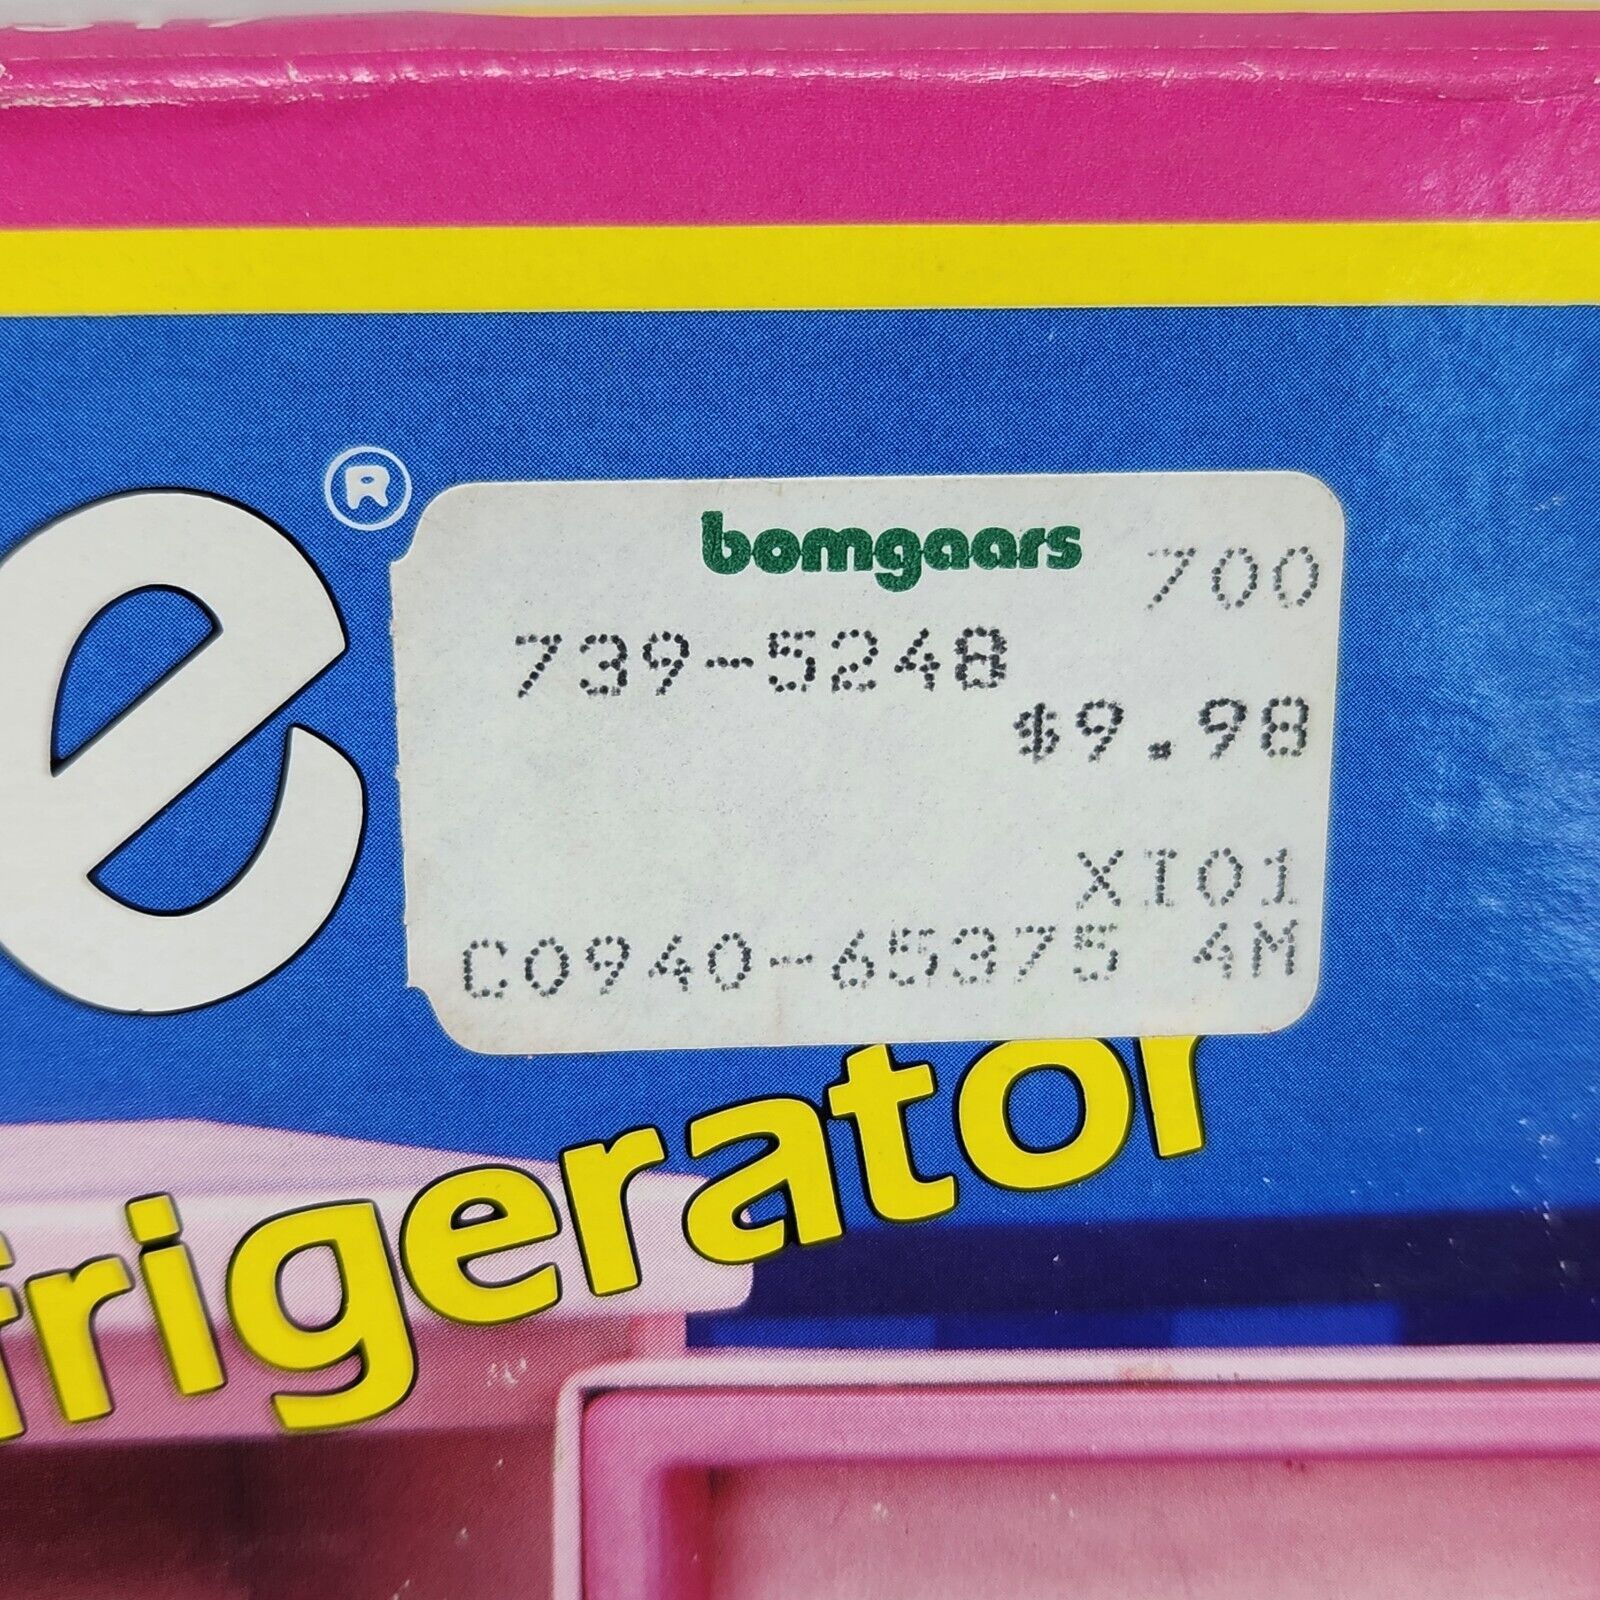 e®
bomgaars
700
739-5248
$9.98
XI01
C0940-65375 4M
frigerator